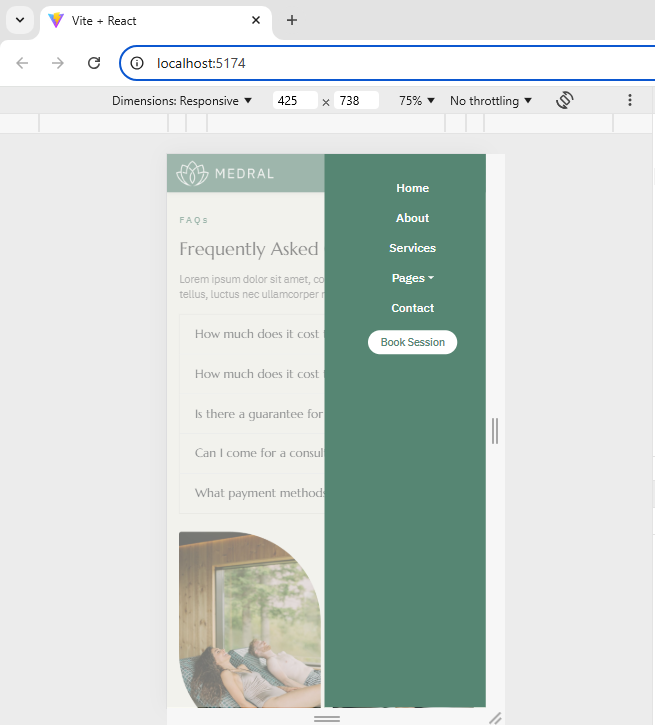 Vite + React
localhost:5174
Dimensions: Responsive 425 × 738 75% No throttling
MEDRAL
Home
About
Services
Pages
Contact
Book Session
FAQs
Frequently Asked
Lorem ipsum dolor sit amet,
tellus, luctus nec ullamcorper
How much does it cost
How much does it cost
Is there a guarantee for
Can I come for a
What payment methods